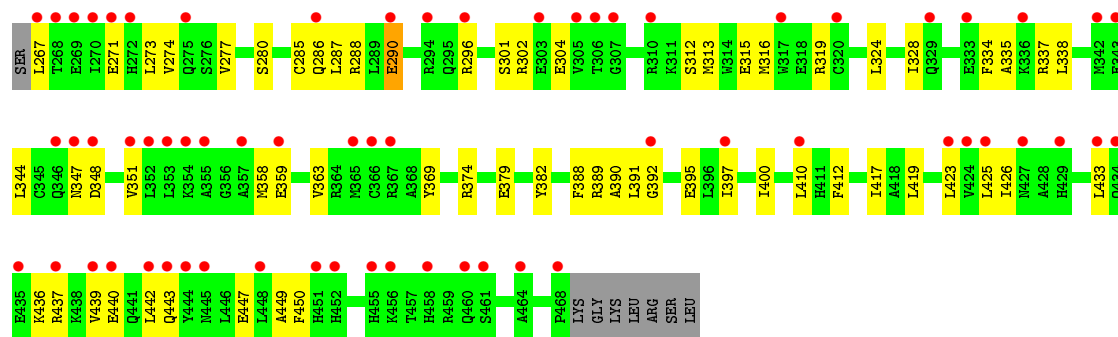 SER L267 T268 E269 I270 E271 H272 L273 V274 Q275 S276 V277 S280 C285 Q286 L287 R288 L289 E290 R294 Q295 R296 S301 R302 E303 E304 V305 T306 G307 R310 K311 S312 M313 W314 E315 M316 W317 E318 R319 C320 L324 I328 Q329 E333 F334 A335 K336 R337 L338 M342
L344 C345 Q346 N347 D348 V351 L352 L353 K354 A355 G356 A357 M358 E359 V363 R364 M365 C366 R367 A368 Y369 R374 E379 Y382 F388 R389 A390 L391 G392 E395 L396 I397 I400 L410 H411 F412 I417 A418 L419 L423 V424 L425 I426 N427 A428 H429 L433
E435 K436 R437 K438 V439 E440 Q441 L442 Q443 Y444 N445 L446 E447 L448 A449 F450 H451 H452 H455 K456 T457 H458 R459 Q460 S461 A464 P468 LYS GLY LYS LEU ARG SER LEU